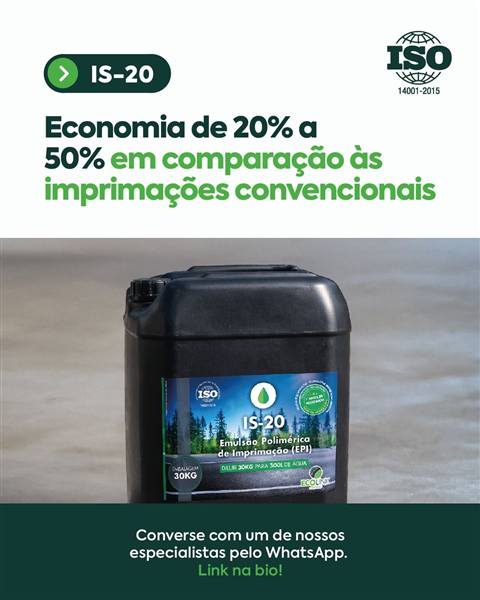 IS-20
ISO
14001-2015
Economia de 20% a
50% em comparação às
imprimações convencionais
ISO
IS-20
Emulsão Polimérica
de Imprimação (EPI)
DILUIR 30KG PARA 300L DE ÁGUA
EMBALAGEM
30KG
Converse com um de nossos
especialistas pelo WhatsApp.
Link na bio!